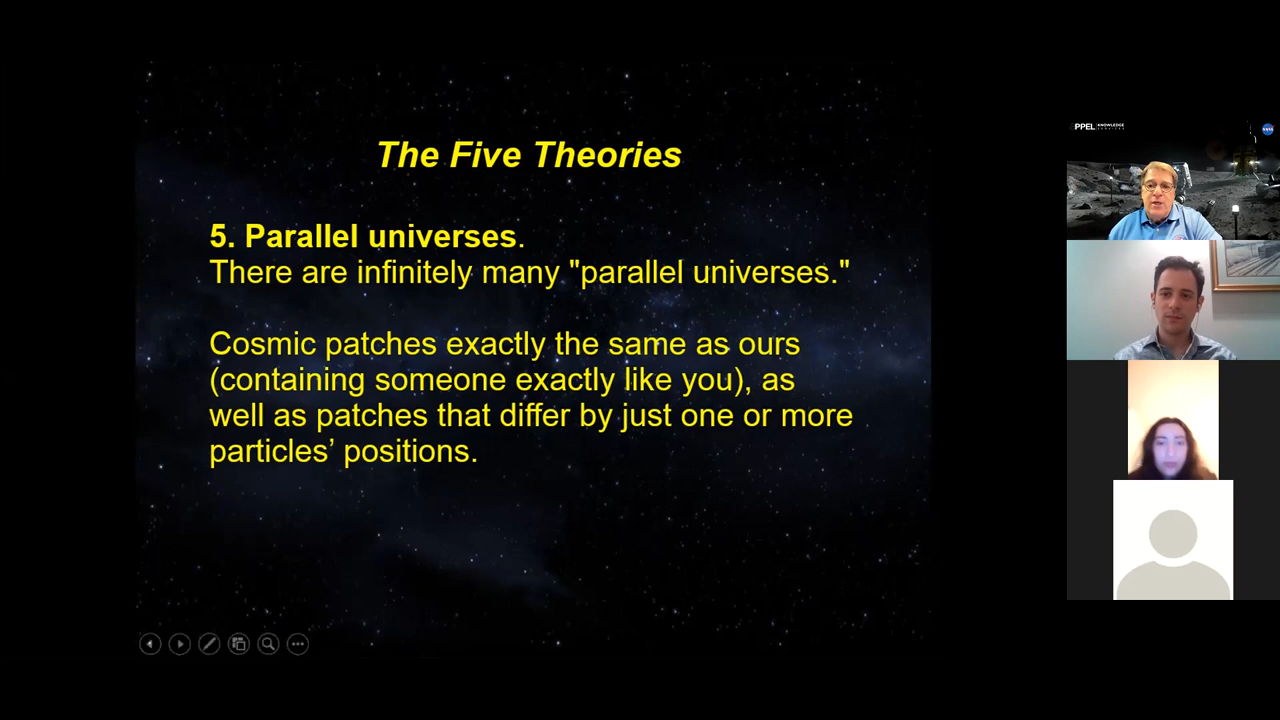 The Five Theories
5. Parallel universes.
There are infinitely many "parallel universes."
Cosmic patches exactly the same as ours
(containing someone exactly like you), as
well as patches that differ by just one or more
particles’ positions.
PPEL KNOWLEDGE
SERVICES
NASA